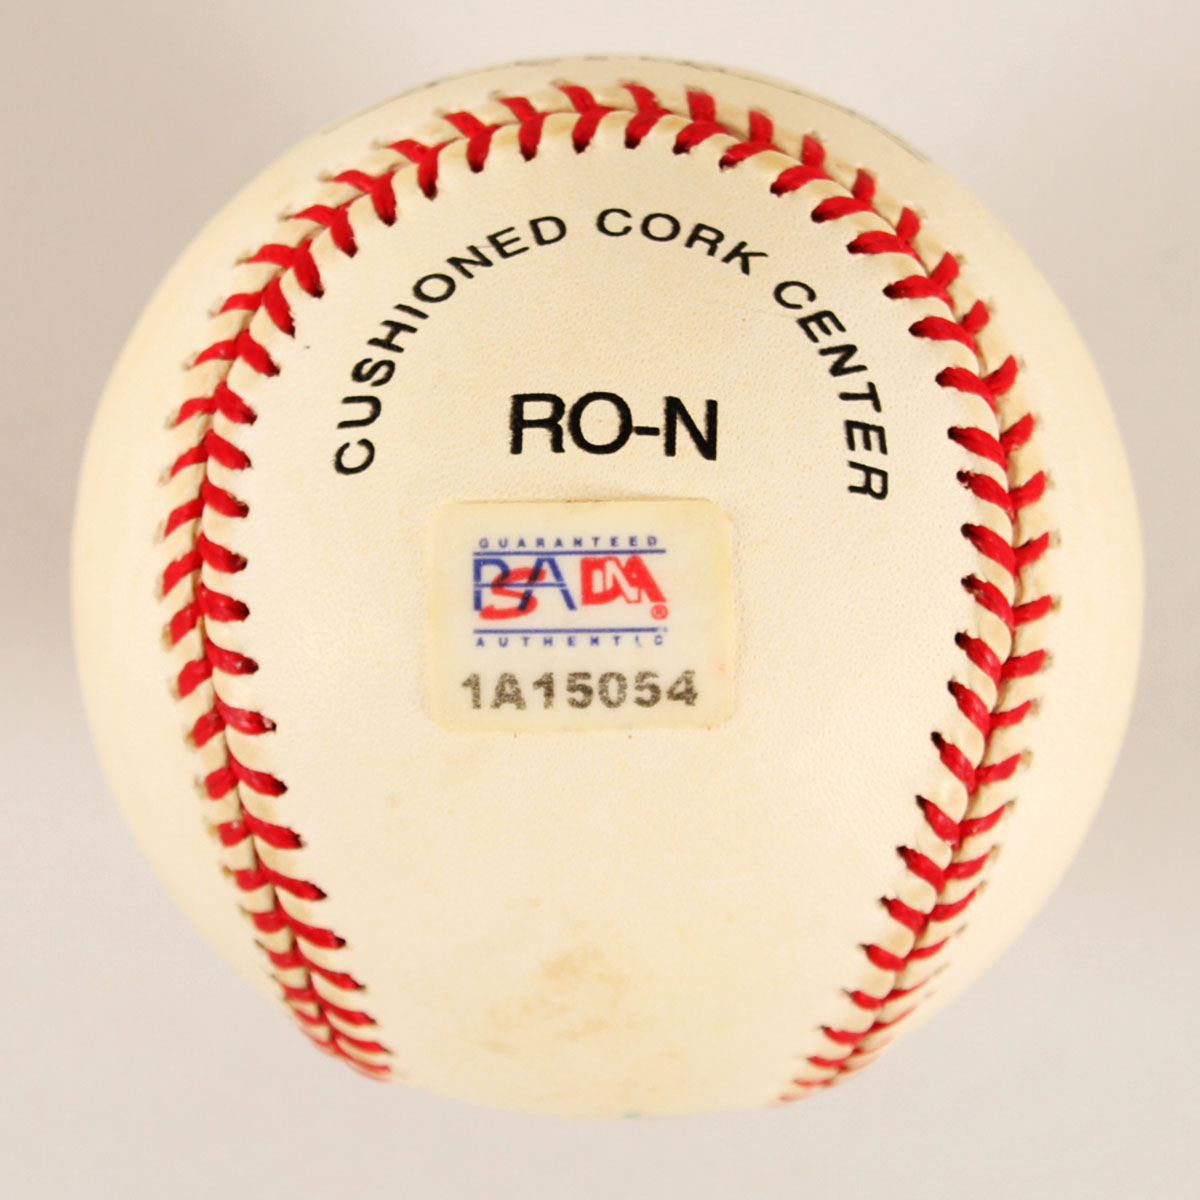 CUSHIONED CORK CENTER
RO-N
GUARANTEED
PSA DNA®
AUTHENTIC
1A15054